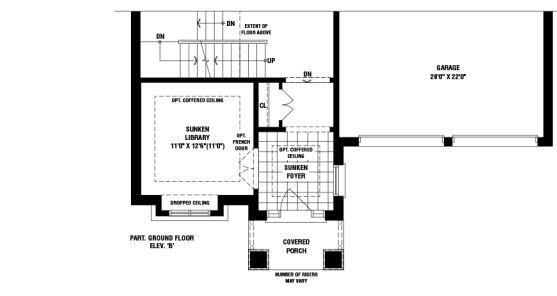 DN
EXTENT OF
FLOOR ABOVE
DN
UP
DN
GARAGE
20'0" X 22'0"
OPT. COFFERED CEILING
CL
SUNKEN
LIBRARY
11'0" X 12'6"(11'0")
OPT.
FRENCH
DOOR
OPT. COFFERED
CEILING
SUNKEN
FOYER
DROPPED CEILING
PART. GROUND FLOOR
ELEV. 'B'
COVERED
PORCH
NUMBER OF RISERS
MAY VARY